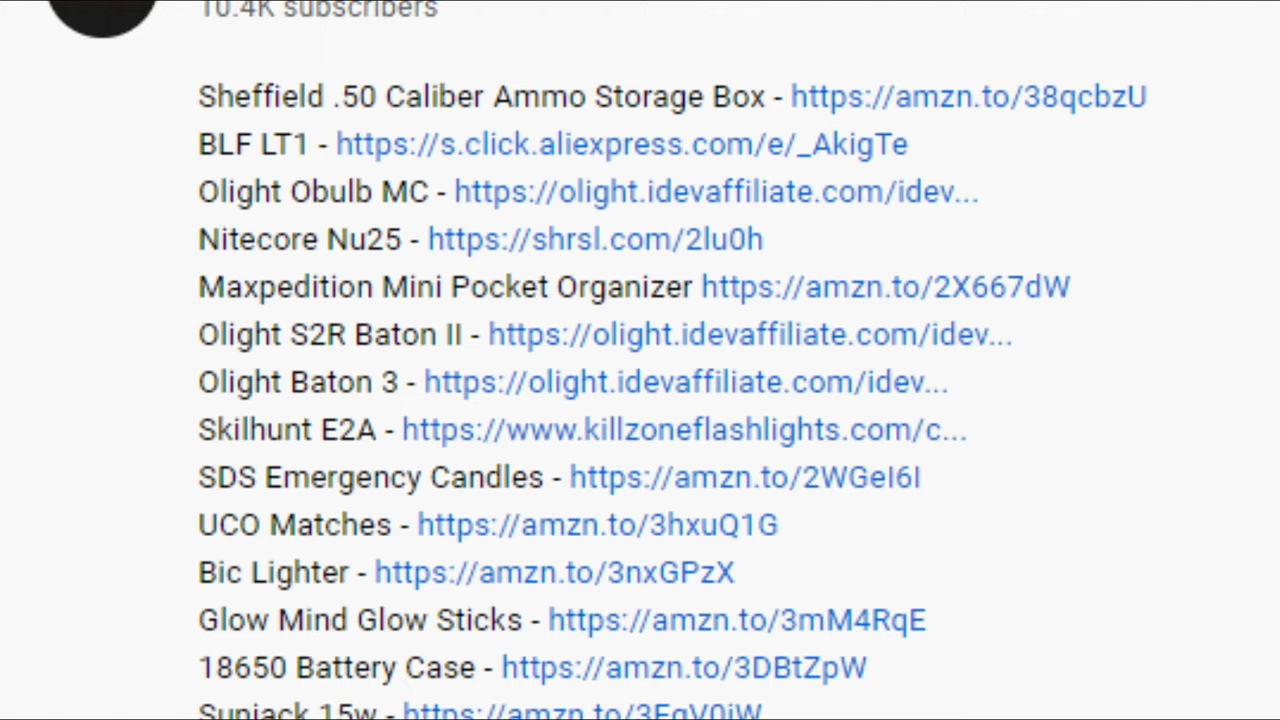 10.4K subscribers
Sheffield .50 Caliber Ammo Storage Box - https://amzn.to/38qcbzU
BLF LT1 - https://s.click.aliexpress.com/e/_AkigTe
Olight Obulb MC - https://olight.idevaffiliate.com/idev...
Nitecore Nu25 - https://shrsl.com/2lu0h
Maxpedition Mini Pocket Organizer https://amzn.to/2X667dW
Olight S2R Baton II - https://olight.idevaffiliate.com/idev...
Olight Baton 3 - https://olight.idevaffiliate.com/idev...
Skilhunt E2A - https://www.killzoneflashlights.com/c...
SDS Emergency Candles - https://amzn.to/2WGeI6I
UCO Matches - https://amzn.to/3hxuQ1G
Bic Lighter - https://amzn.to/3nxGPzX
Glow Mind Glow Sticks - https://amzn.to/3mM4RqE
18650 Battery Case - https://amzn.to/3DBtZpW
Sunjack 15w -